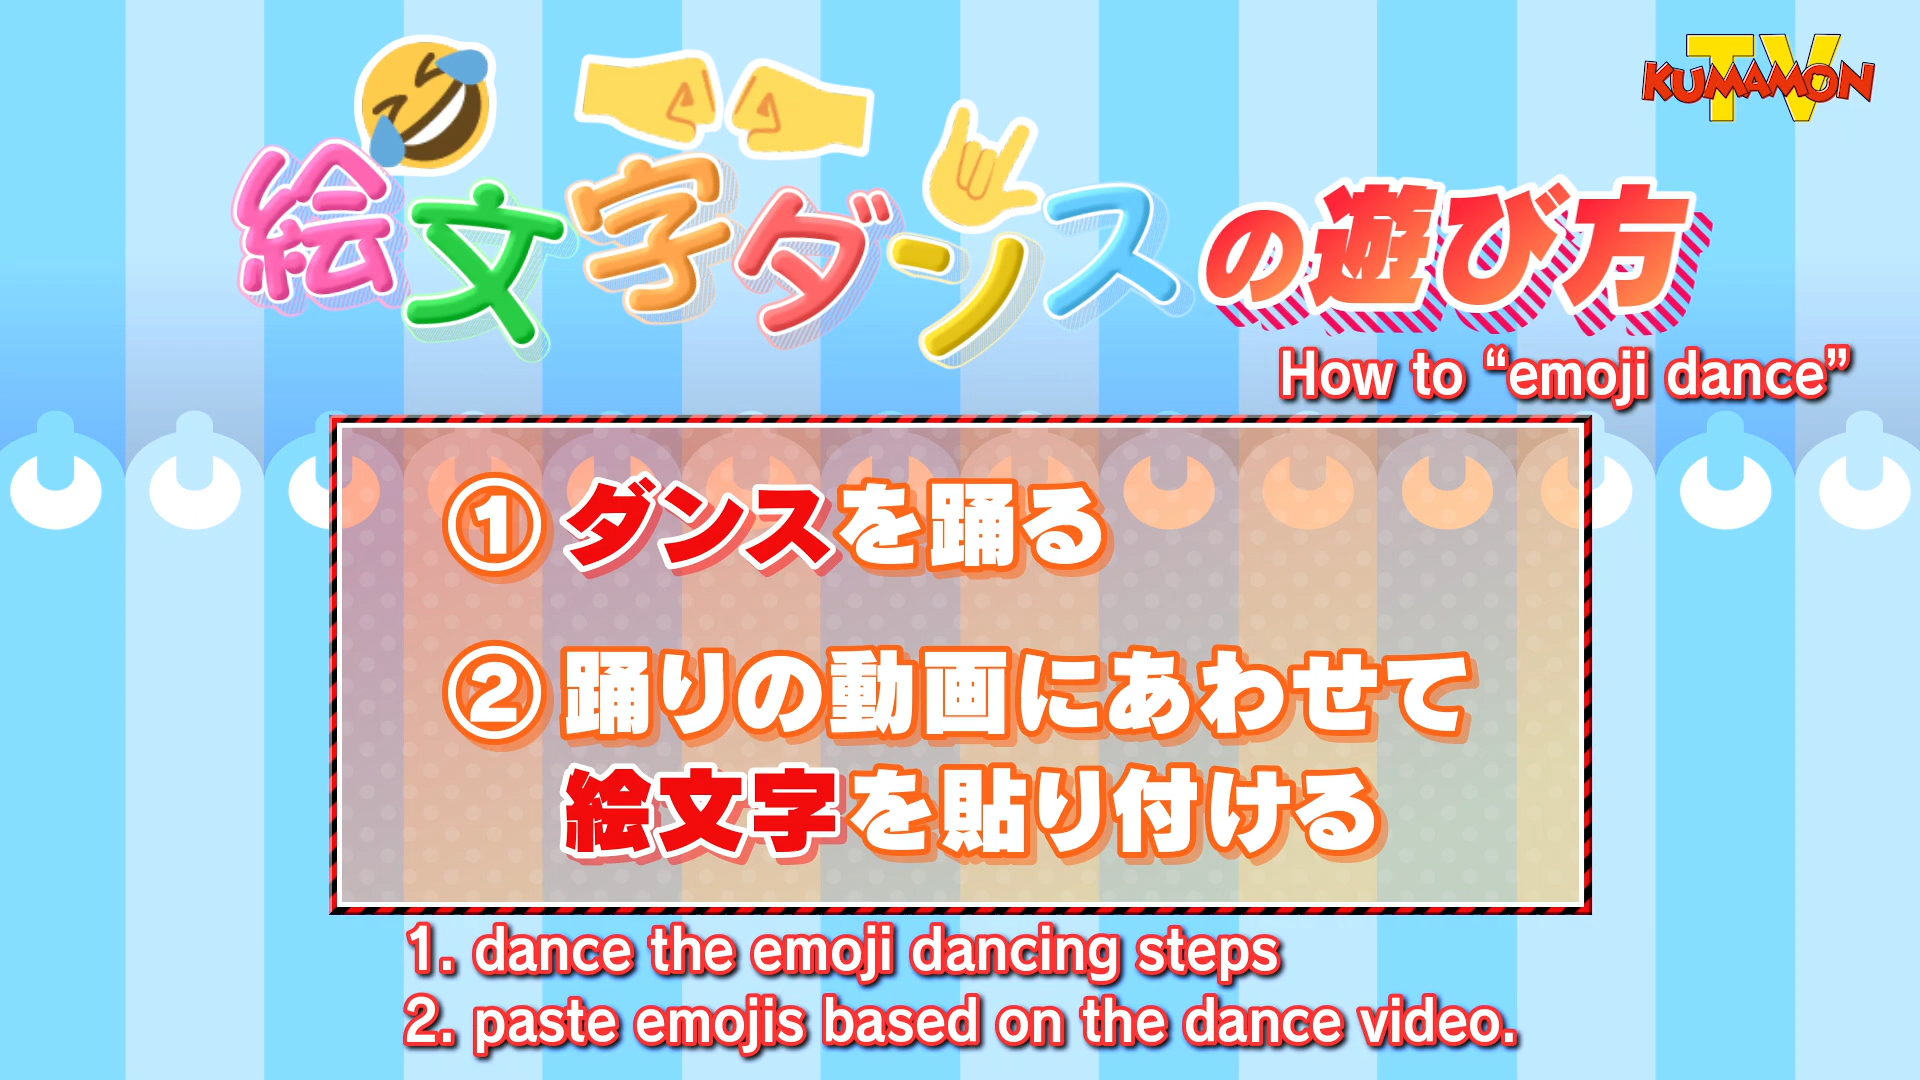 KUMAMON TV
絵文字ダンスの遊び方
How to “emoji dance”
① ダンスを踊る
② 踊りの動画にあわせて
絵文字を貼り付ける
1. dance the emoji dancing steps
2. paste emojis based on the dance video.